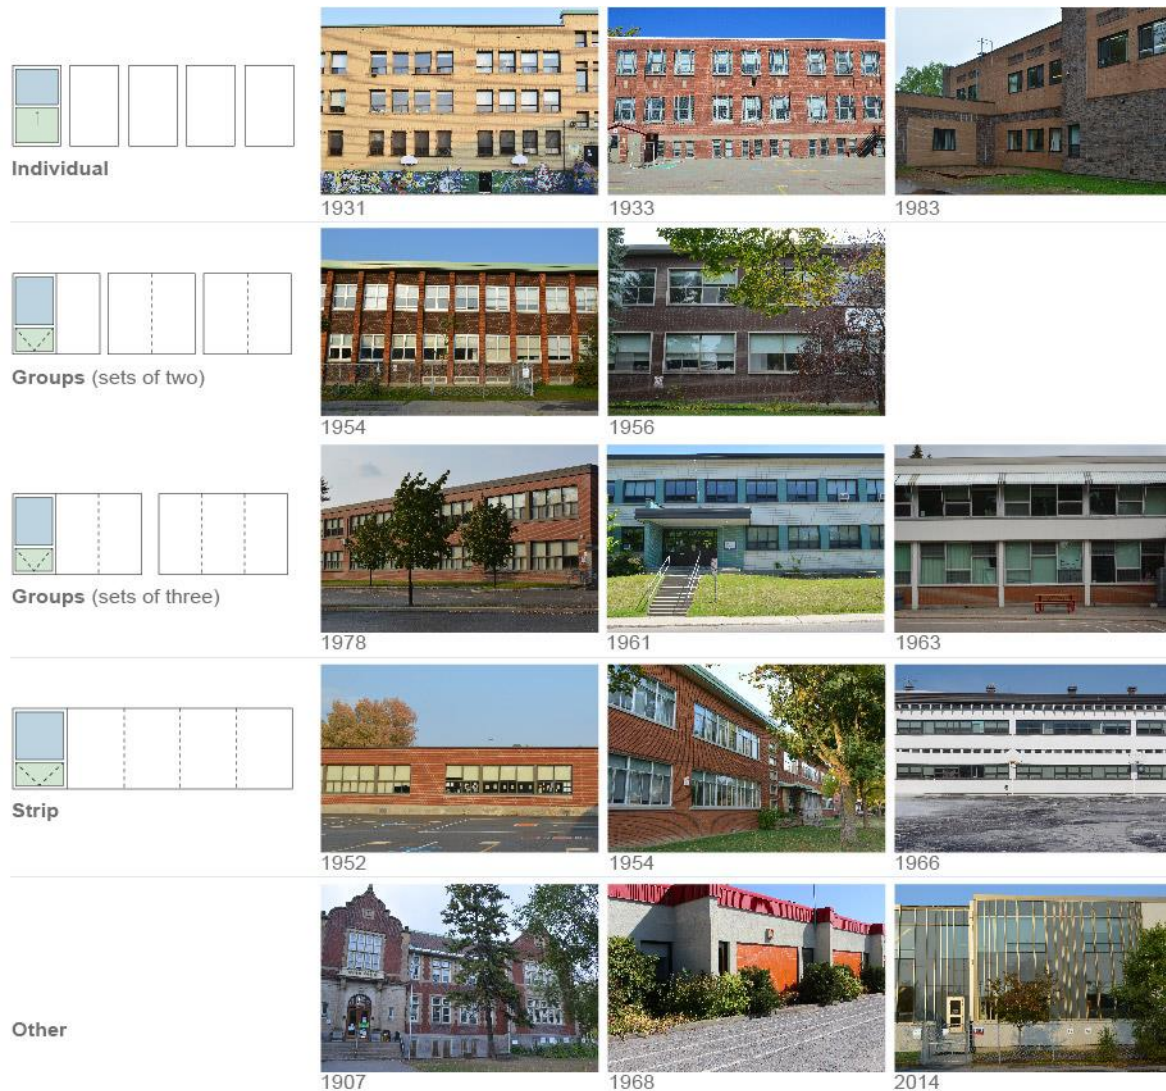 1931
1933
1983
Individual
1954
1956
Groups (sets of two)
1978
1961
1963
Groups (sets of three)
1952
1954
1966
Strip
1907
1968
2014
Other